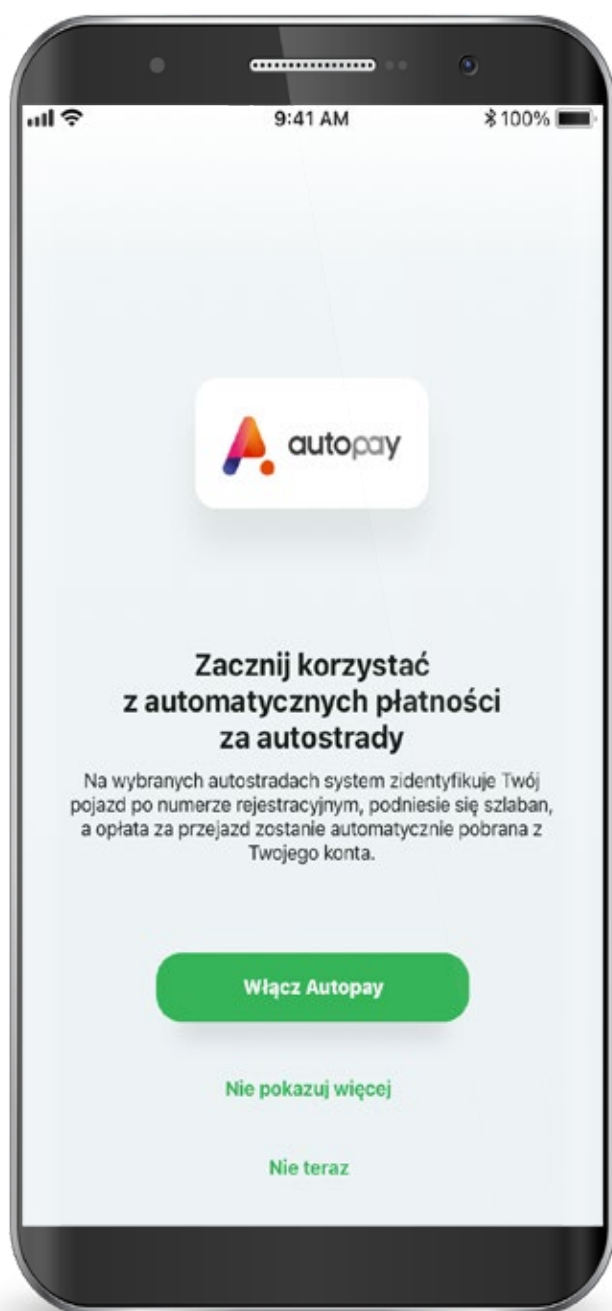 9:41 AM
100%
autopay
Zacznij korzystać
z automatycznych płatności
za autostrady
Na wybranych autostradach system zidentyfikuje Twój
pojazd po numerze rejestracyjnym, podniesie się szlaban,
a opłata za przejazd zostanie automatycznie pobrana z
Twojego konta.
Włącz Autopay
Nie pokazuj więcej
Nie teraz